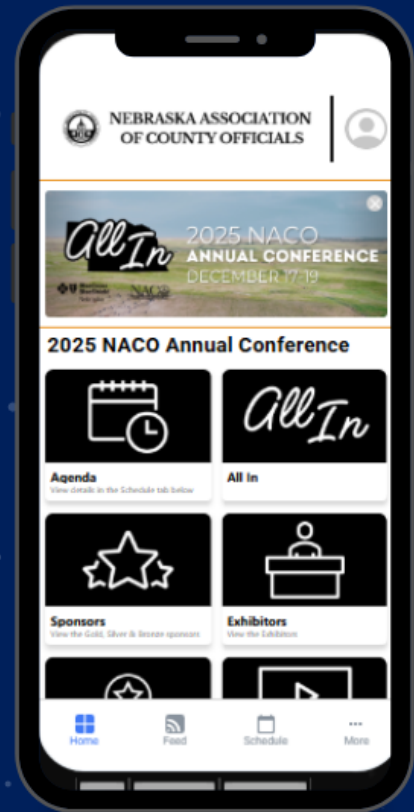 NEBRASKA ASSOCIATION
OF COUNTY OFFICIALS
All In
2025 NACO
ANNUAL CONFERENCE
DECEMBER 17-19
NACO
2025 NACO Annual Conference
All In
Agenda
View details in the Schedule tab below
All In
Sponsors
View the Gold, Silver & Bronze sponsors
Exhibitors
View the Exhibitors
Home
Feed
Schedule
More